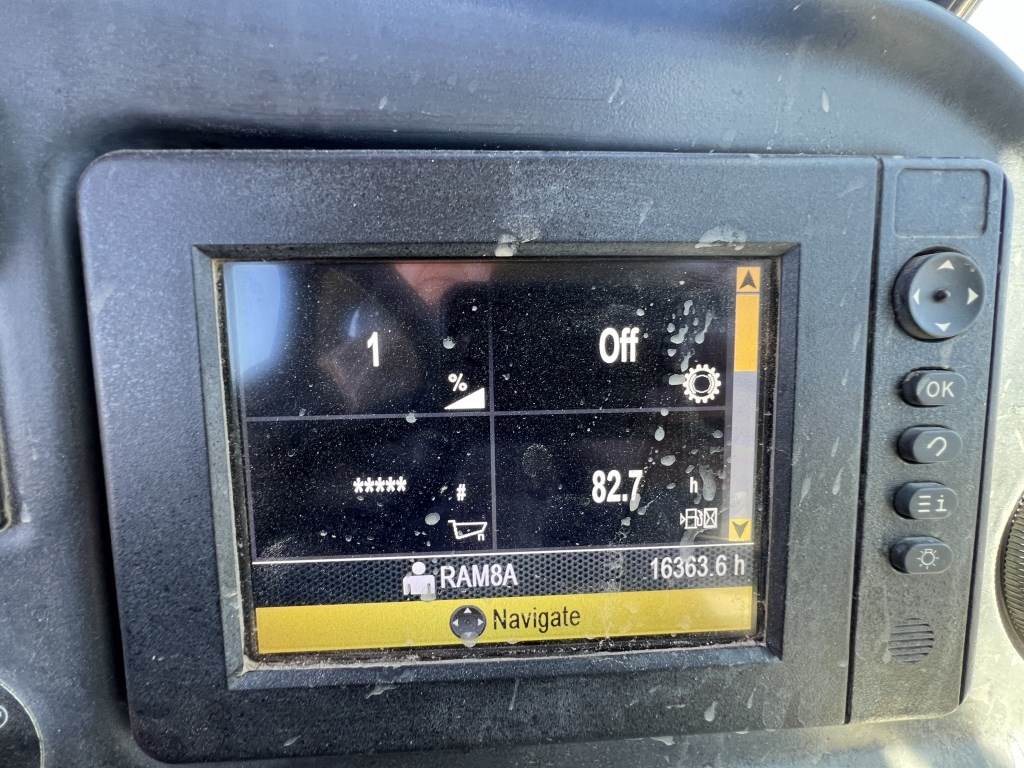 1
%
Off
*****
#
n
82.7
h
RAM8A
16363.6 h
Navigate
OK
i